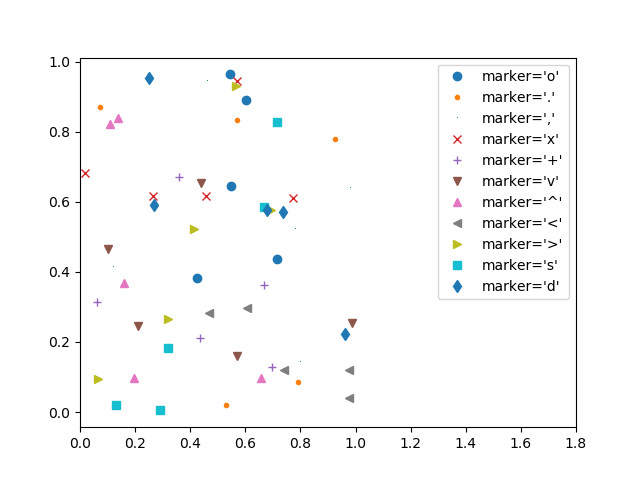 1.0
0.8
0.6
0.4
0.2
0.0
0.0 0.2 0.4 0.6 0.8 1.0 1.2 1.4 1.6 1.8
marker='o'
marker='.'
marker=','
marker='x'
marker='+'
marker='v'
marker='^'
marker='<'
marker='>'
marker='s'
marker='d'